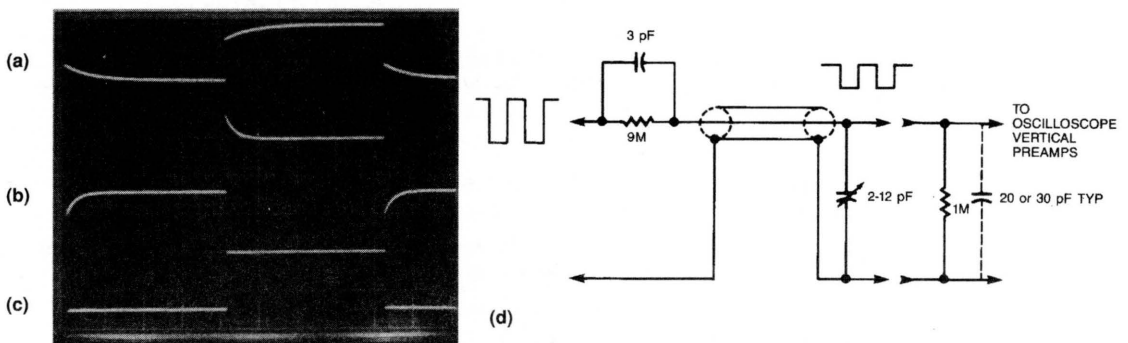 (a)
(b)
(c)
3 pF
9M
2-12 pF
1M
20 or 30 pF TYP
TO
OSCILLOSCOPE
VERTICAL
PREAMPS
(d)